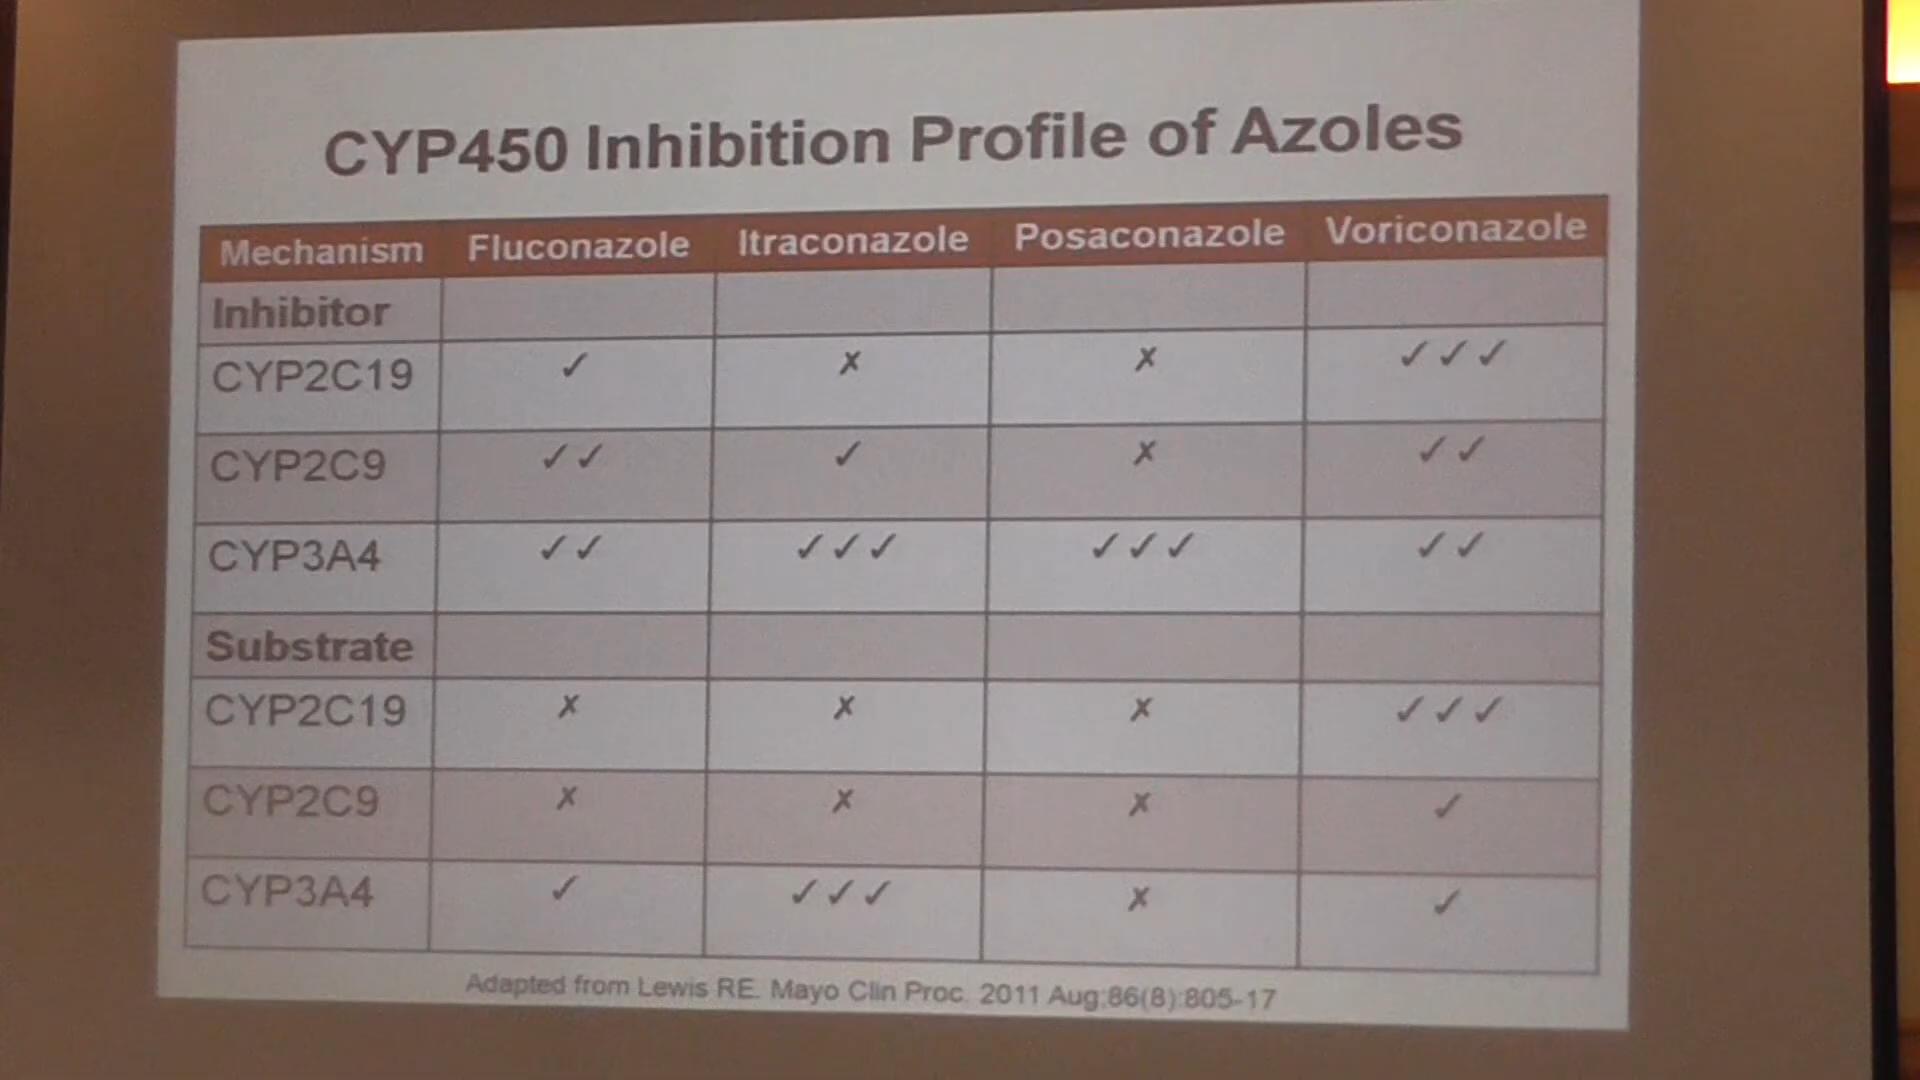 CYP450 Inhibition Profile of Azoles
Mechanism Fluconazole Itraconazole Posaconazole Voriconazole
Inhibitor
CYP2C19 ✓ ✗ ✗ ✓✓✓
CYP2C9 ✓✓ ✓ ✗ ✓✓
CYP3A4 ✓✓ ✓✓✓ ✓✓✓ ✓✓
Substrate
CYP2C19 ✗ ✗ ✗ ✓✓✓
CYP2C9 ✗ ✗ ✗ ✓
CYP3A4 ✓ ✓✓✓ ✗ ✓
Adapted from Lewis RE. Mayo Clin Proc. 2011 Aug;86(8):805-17